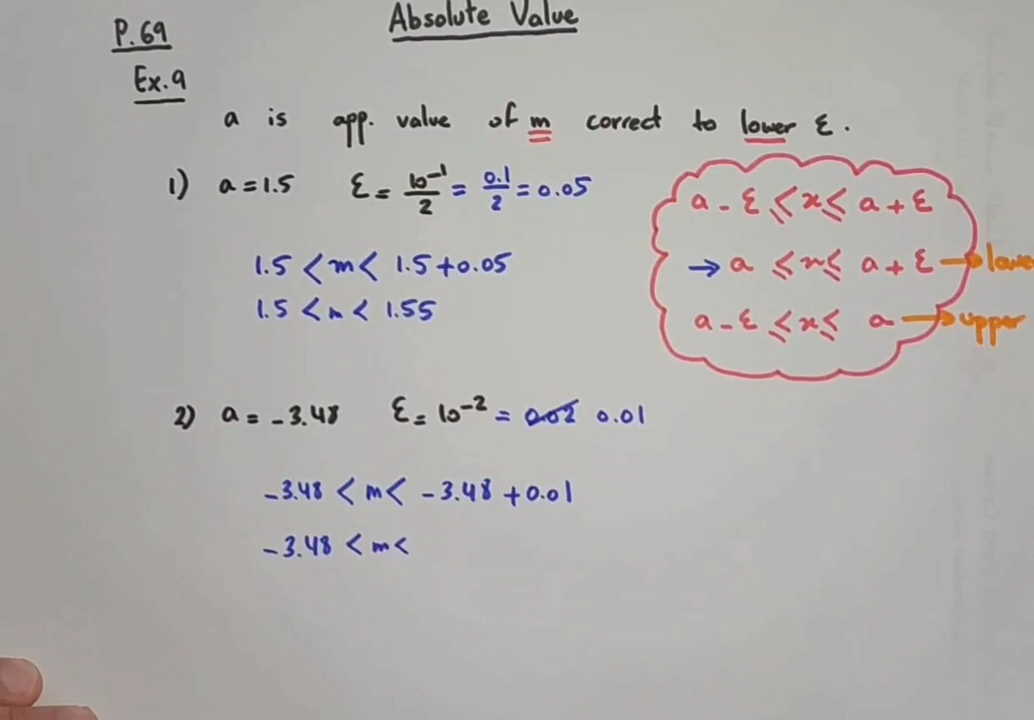 Absolute Value
P.69
Ex.9
a is app. value of m correct to lower ε.
1) a = 1.5 ε = 10⁻¹/2 = 0.1/2 = 0.05
a - ε ≤ x ≤ a + ε
→ a ≤ x ≤ a + ε → lowe
a - ε ≤ x ≤ a → upper
1.5 < m < 1.5 + 0.05
1.5 < m < 1.55
2) a = -3.48 ε = 10⁻² = 0.02 0.01
-3.48 < m < -3.48 + 0.01
-3.48 < m <